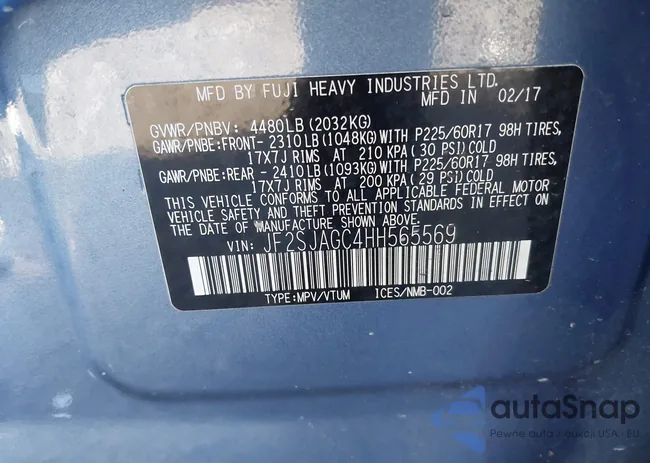 MFD BY FUJI HEAVY INDUSTRIES LTD.
MFD IN 02/17
GVWR/PNBV: 4480LB(2032KG)
GAWR/PNBE:FRONT- 2310LB(1048KG)WITH P225/60R17 98H TIRES,
17X7J RIMS AT 210 KPA(30 PSI)COLD
GAWR/PNBE:REAR - 2410LB(1093KG)WITH P225/60R17 98H TIRES,
17X7J RIMS AT 200 KPA(29 PSI)COLD
THIS VEHICLE CONFORMS TO ALL APPLICABLE FEDERAL MOTOR
VEHICLE SAFETY AND THEFT PREVENTION STANDARDS IN EFFECT ON
THE DATE OF MANUFACTURE SHOWN ABOVE.
VIN: JF2SJAGC4HH565569
TYPE:MPV/VTUM ICES/NMB-002
autoSnap
Pewne auta z aukcji USA - EU